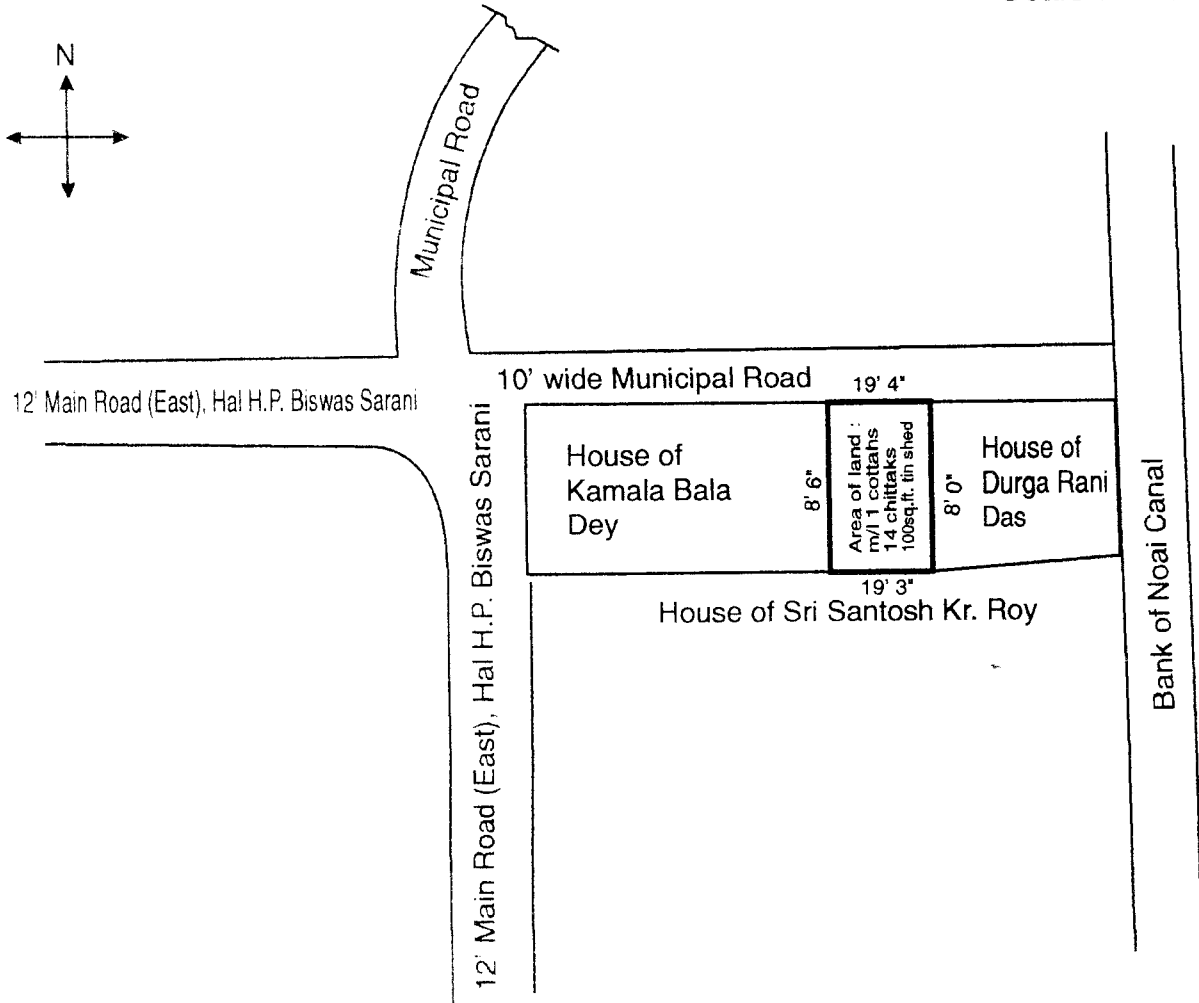 N
Municipal Road
12' Main Road (East), Hal H.P. Biswas Sarani
10' wide Municipal Road
19' 4"
House of
Kamala Bala
Dey
8' 6"
Area of land :
m/l 1 cottahs
14 chittaks
100sq.ft. tin shed
8' 0"
House of
Durga Rani
Das
19' 3"
House of Sri Santosh Kr. Roy
12' Main Road (East), Hal H.P. Biswas Sarani
Bank of Noai Canal